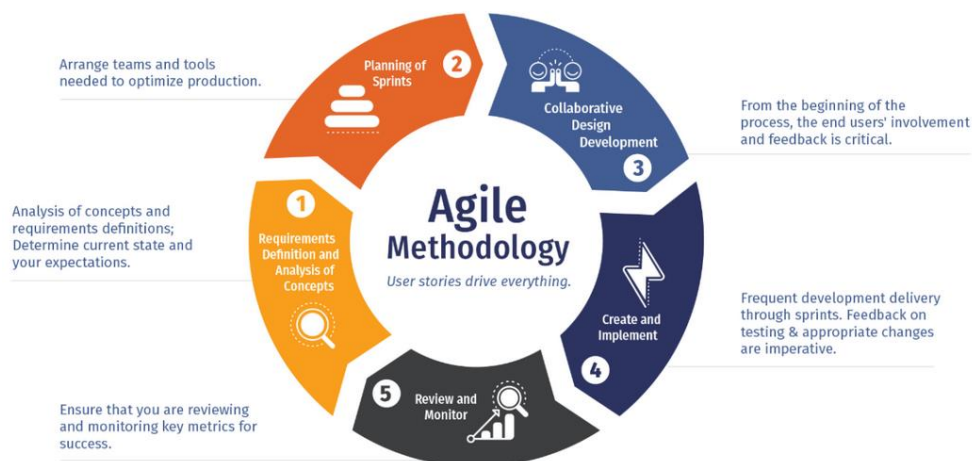 Agile
Methodology
User stories drive everything.
1
Requirements
Definition and
Analysis of
Concepts
Analysis of concepts and
requirements definitions;
Determine current state and
your expectations.
2
Planning of
Sprints
Arrange teams and tools
needed to optimize production.
Collaborative
Design
Development
3
From the beginning of the
process, the end users' involvement
and feedback is critical.
Create and
Implement
4
Frequent development delivery
through sprints. Feedback on
testing & appropriate changes
are imperative.
5
Review and
Monitor
Ensure that you are reviewing
and monitoring key metrics for
success.